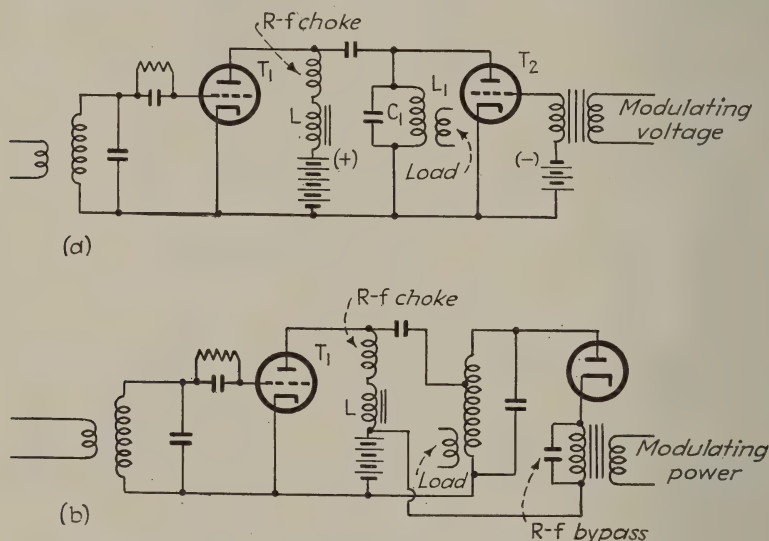 R-f choke
T1
T2
L1
L
C1
(+)
Load
(-)
Modulating
voltage
(a)
R-f choke
T1
L
Load
Modulating
power
R-f bypass
(b)